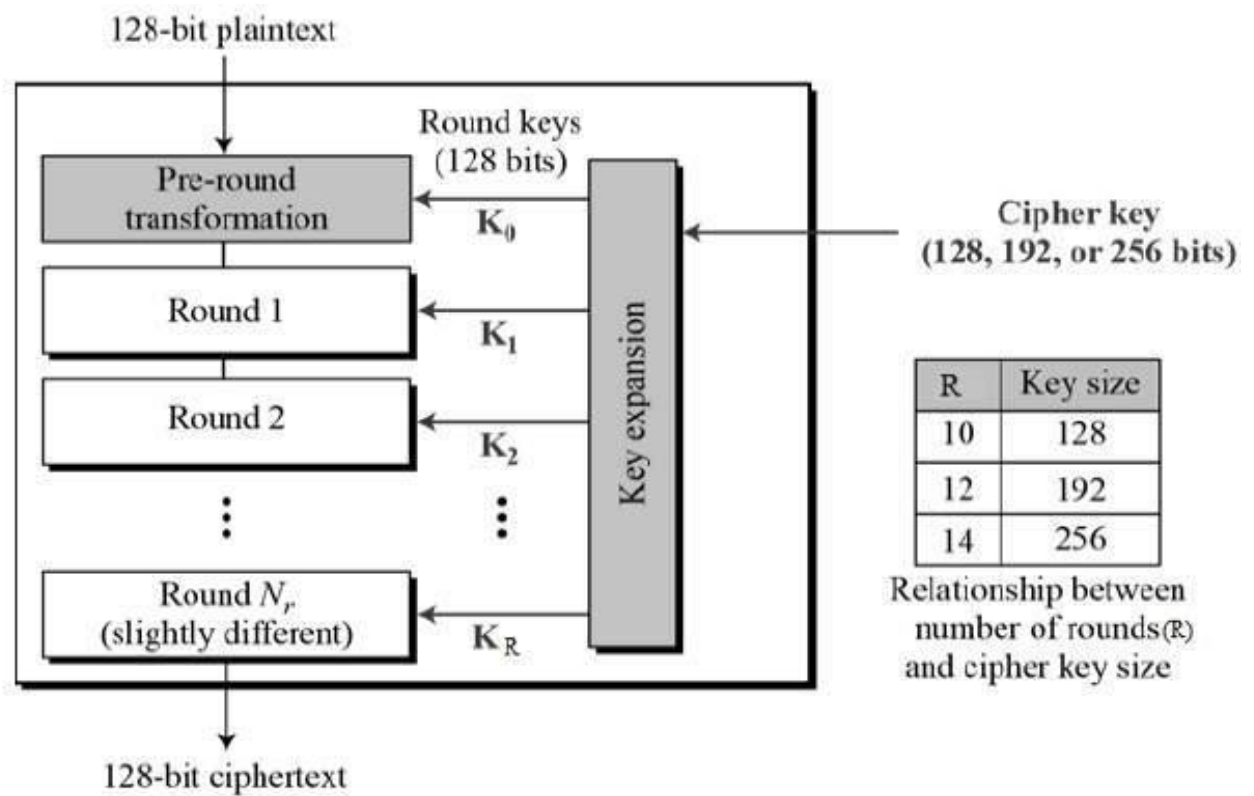 128-bit plaintext
Round keys
(128 bits)
Pre-round
transformation
K₀
Cipher key
(128, 192, or 256 bits)
Round 1
K₁
Key expansion
Round 2
K₂
R Key size
10 128
12 192
14 256
Round Nᵣ
(slightly different)
K R
Relationship between
number of rounds(R)
and cipher key size
128-bit ciphertext